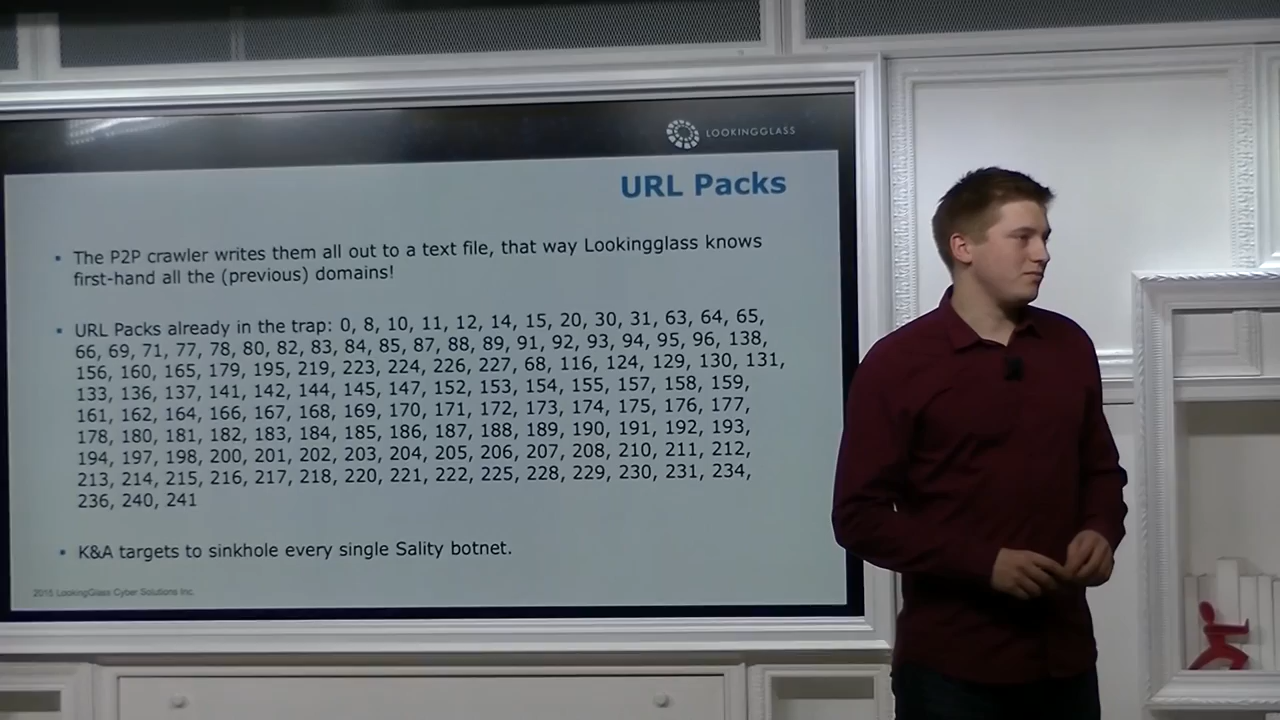 LOOKINGGLASS
URL Packs
The P2P crawler writes them all out to a text file, that way Lookingglass knows
first-hand all the (previous) domains!
URL Packs already in the trap: 0, 8, 10, 11, 12, 14, 15, 20, 30, 31, 63, 64, 65,
66, 69, 71, 77, 78, 80, 82, 83, 84, 85, 87, 88, 89, 91, 92, 93, 94, 95, 96, 138,
156, 160, 165, 179, 195, 219, 223, 224, 226, 227, 68, 116, 124, 129, 130, 131,
133, 136, 137, 141, 142, 144, 145, 147, 152, 153, 154, 155, 157, 158, 159,
161, 162, 164, 166, 167, 168, 169, 170, 171, 172, 173, 174, 175, 176, 177,
178, 180, 181, 182, 183, 184, 185, 186, 187, 188, 189, 190, 191, 192, 193,
194, 197, 198, 200, 201, 202, 203, 204, 205, 206, 207, 208, 210, 211, 212,
213, 214, 215, 216, 217, 218, 220, 221, 222, 225, 228, 229, 230, 231, 234,
236, 240, 241
K&A targets to sinkhole every single Sality botnet.
2015 LookingGlass Cyber Solutions Inc.